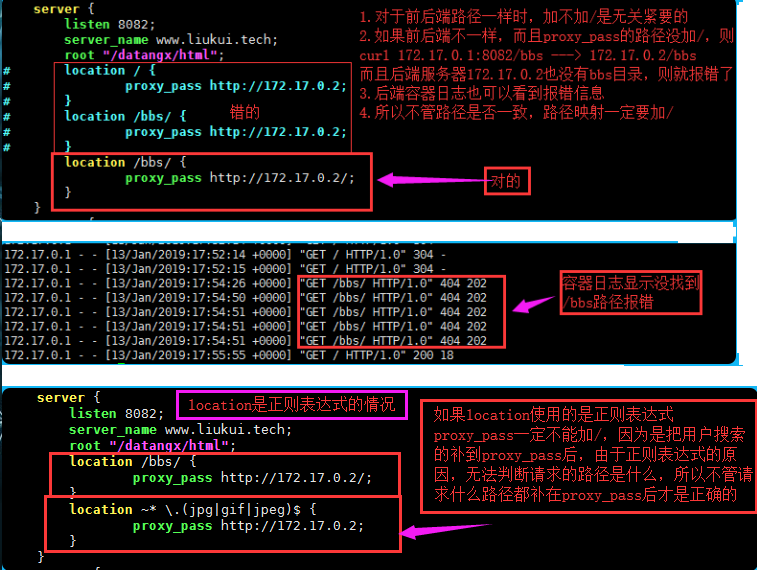 server {
listen 8082;
server_name www.liukui.tech;
root "/datangx/html";
# location / {
# proxy_pass http://172.17.0.2;
# }
# location /bbs/ {
# proxy_pass http://172.17.0.2;
# }
错的
location /bbs/ {
proxy_pass http://172.17.0.2/;
}
}
对的
1.对于前后端路径一样时，加不加/是无关紧要的
2.如果前后端不一样，而且proxy_pass的路径没加/，则
curl 172.17.0.1:8082/bbs ---> 172.17.0.2/bbs
而且后端服务器172.17.0.2也没有bbs目录，则就报错了
3.后端容器日志也可以看到报错信息
4.所以不管路径是否一致，路径映射一定要加/
172.17.0.1 - - [13/Jan/2019:17:52:14 +0000] "GET / HTTP/1.0" 304 -
172.17.0.1 - - [13/Jan/2019:17:52:15 +0000] "GET / HTTP/1.0" 304 -
172.17.0.1 - - [13/Jan/2019:17:54:26 +0000] "GET /bbs/ HTTP/1.0" 404 202
172.17.0.1 - - [13/Jan/2019:17:54:50 +0000] "GET /bbs/ HTTP/1.0" 404 202
172.17.0.1 - - [13/Jan/2019:17:54:51 +0000] "GET /bbs/ HTTP/1.0" 404 202
172.17.0.1 - - [13/Jan/2019:17:54:51 +0000] "GET /bbs/ HTTP/1.0" 404 202
172.17.0.1 - - [13/Jan/2019:17:54:51 +0000] "GET /bbs/ HTTP/1.0" 404 202
172.17.0.1 - - [13/Jan/2019:17:55:55 +0000] "GET / HTTP/1.0" 200 18
容器日志显示没找到
/bbs路径报错
server {
listen 8082;
server_name www.liukui.tech;
root "/datangx/html";
location /bbs/ {
proxy_pass http://172.17.0.2/;
}
location ~* \.(jpg|gif|jpeg)$ {
proxy_pass http://172.17.0.2;
}
}
location是正则表达式的情况
如果location使用的是正则表达式
proxy_pass一定不能加/，因为是把用户搜索
的补到proxy_pass后，由于正则表达式的原
因，无法判断请求的路径是什么，所以不管请
求什么路径都补在proxy_pass后才是正确的